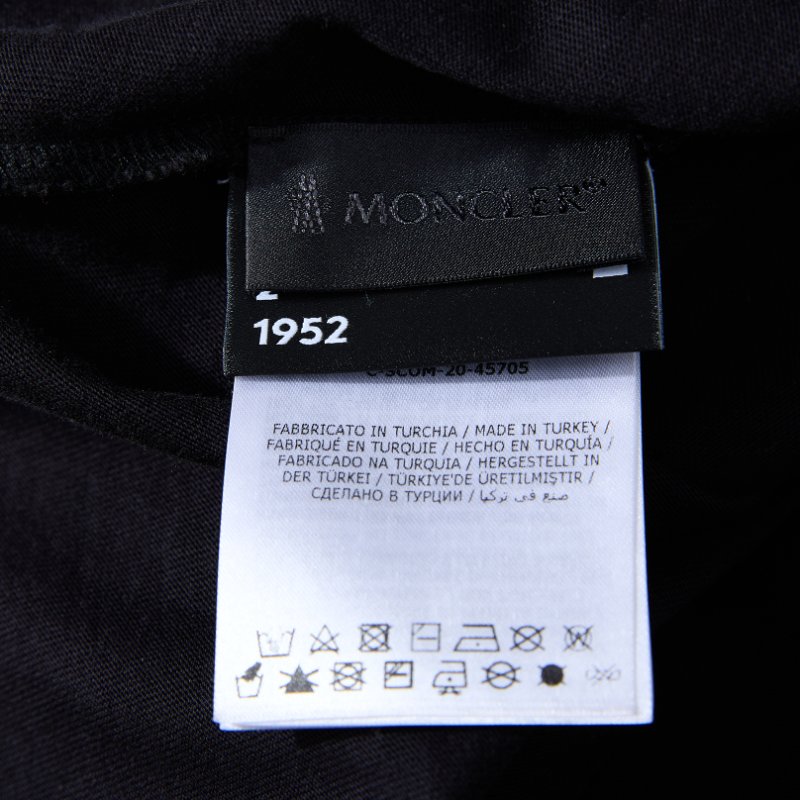 MONCLER
2
1952
C-SCOM-20-45705
FABBRICATO IN TURCHIA / MADE IN TURKEY /
FABRIQUÉ EN TURQUIE / HECHO EN TURQUÍA /
FABRICADO NA TURQUIA / HERGESTELLT IN
DER TÜRKEI / TÜRKIYE'DE ÜRETILMIŞTIR /
СДЕЛАНО В ТУРЦИИ / صنع في تركيا